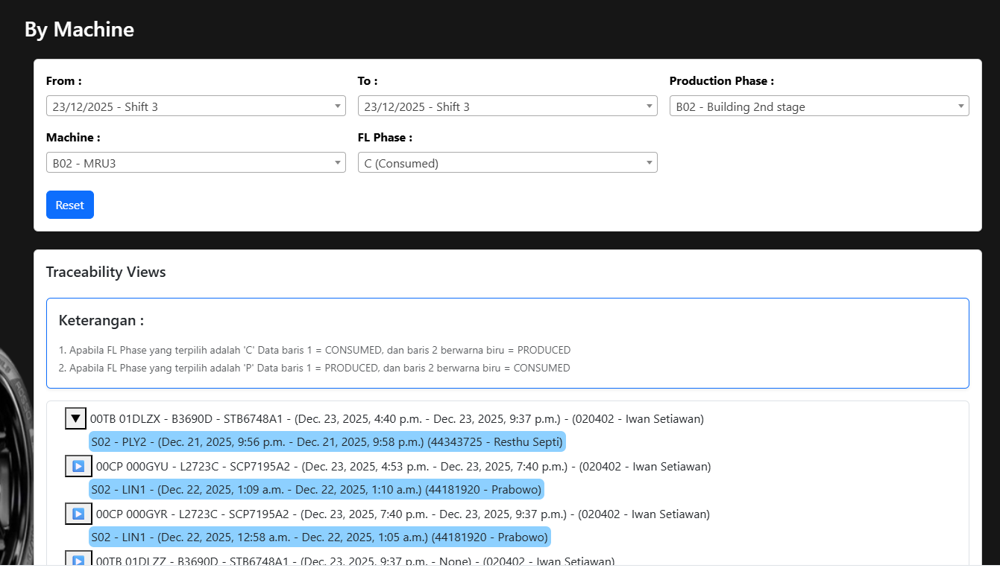 By Machine
From :
To :
Production Phase :
23/12/2025 - Shift 3
23/12/2025 - Shift 3
B02 - Building 2nd stage
Machine :
FL Phase :
B02 - MRU3
C (Consumed)
Reset
Traceability Views
Keterangan :
1. Apabila FL Phase yang terpilih adalah 'C' Data baris 1 = CONSUMED, dan baris 2 berwarna biru = PRODUCED
2. Apabila FL Phase yang terpilih adalah 'P' Data baris 1 = PRODUCED, dan baris 2 berwarna biru = CONSUMED
00TB 01DLZX - B3690D - STB6748A1 - (Dec. 23, 2025, 4:40 p.m. - Dec. 23, 2025, 9:37 p.m.) - (020402 - Iwan Setiawan)
S02 - PLY2 - (Dec. 21, 2025, 9:56 p.m. - Dec. 21, 2025, 9:58 p.m.) (44343725 - Resthu Septi)
00CP 000GYU - L2723C - SCP7195A2 - (Dec. 23, 2025, 4:53 p.m. - Dec. 23, 2025, 7:40 p.m.) - (020402 - Iwan Setiawan)
S02 - LIN1 - (Dec. 22, 2025, 1:09 a.m. - Dec. 22, 2025, 1:10 a.m.) (44181920 - Prabowo)
00CP 000GYR - L2723C - SCP7195A2 - (Dec. 23, 2025, 7:40 p.m. - Dec. 23, 2025, 9:37 p.m.) - (020402 - Iwan Setiawan)
S02 - LIN1 - (Dec. 22, 2025, 12:58 a.m. - Dec. 22, 2025, 1:05 a.m.) (44181920 - Prabowo)
00TB 01DLZZ - B3690D - STB6748A1 - (Dec. 23, 2025, 9:37 p.m. - None) - (020402 - Iwan Setiawan)